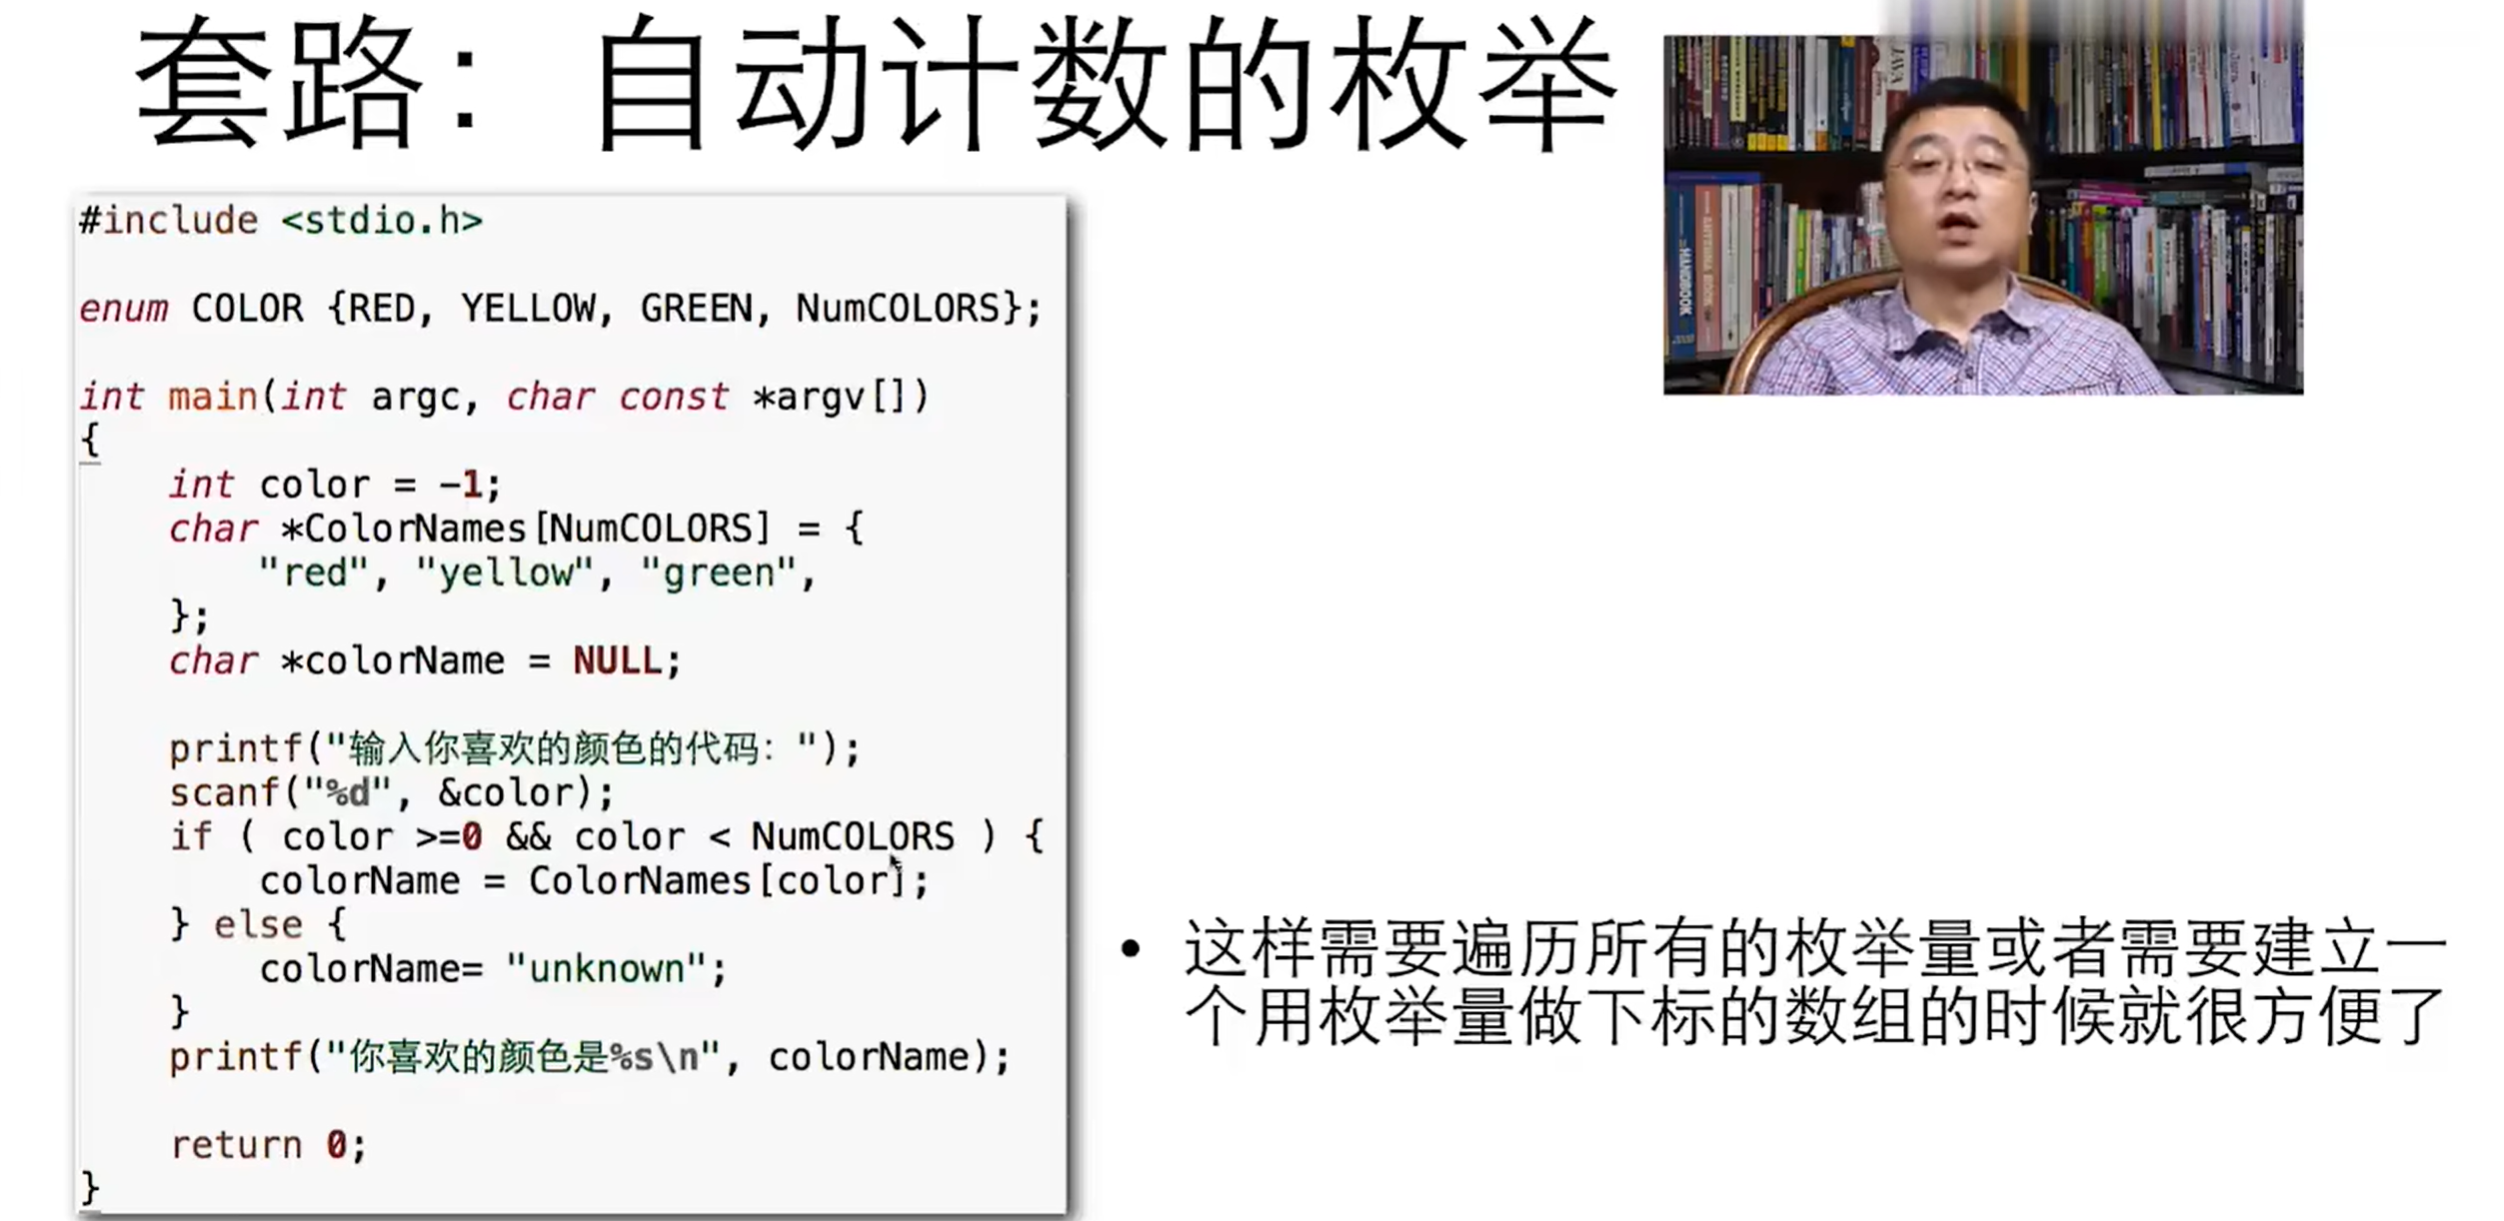 套路：自动计数的枚举
#include <stdio.h>
enum COLOR {RED, YELLOW, GREEN, NumCOLORS};
int main(int argc, char const *argv[])
{
    int color = -1;
    char *ColorNames[NumCOLORS] = {
        "red", "yellow", "green",
    };
    char *colorName = NULL;
    printf("输入你喜欢的颜色的代码：");
    scanf("%d", &color);
    if ( color >=0 && color < NumCOLORS ) {
        colorName = ColorNames[color];
    } else {
        colorName= "unknown";
    }
    printf("你喜欢的颜色是%s\n", colorName);
    return 0;
}
• 这样需要遍历所有的枚举量或者需要建立一
个用枚举量做下标的数组的时候就很方便了
JAVA
HANDBOOK